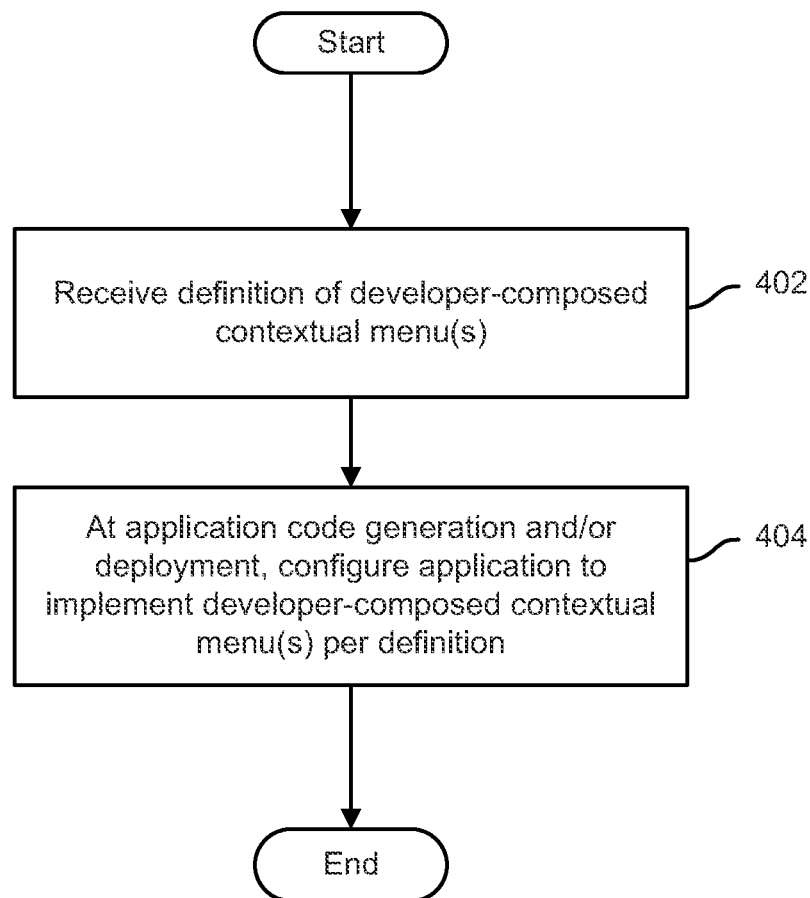 Start
Receive definition of developer-composed
contextual menu(s)
402
At application code generation and/or
deployment, configure application to
implement developer-composed contextual
menu(s) per definition
404
End